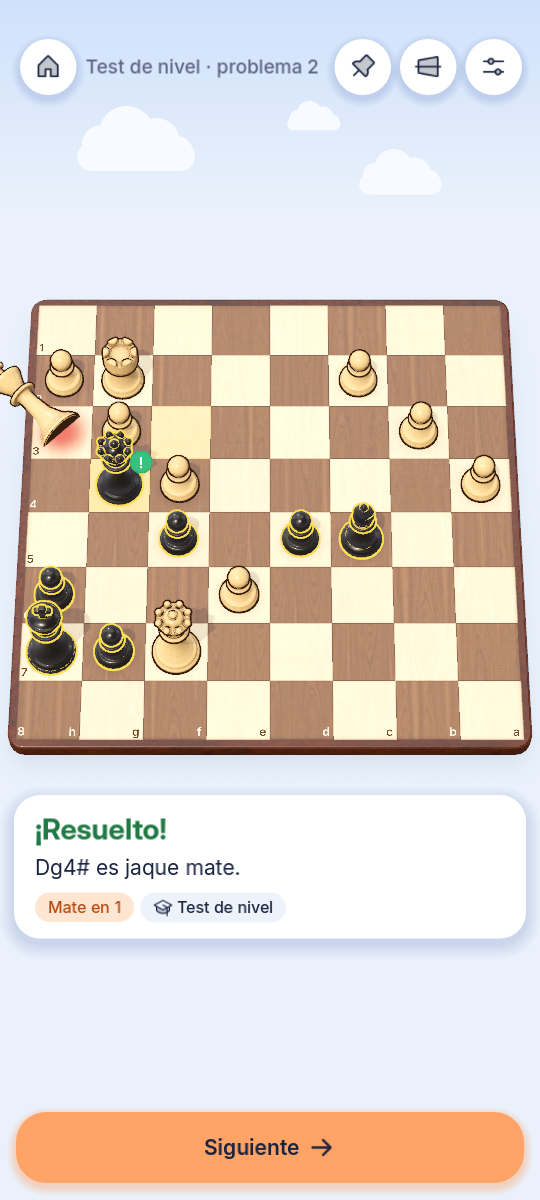 Test de nivel · problema 2
1
3
4
5
7
8 h g f e d c b a
!
¡Resuelto!
Dg4# es jaque mate.
Mate en 1
Test de nivel
Siguiente →